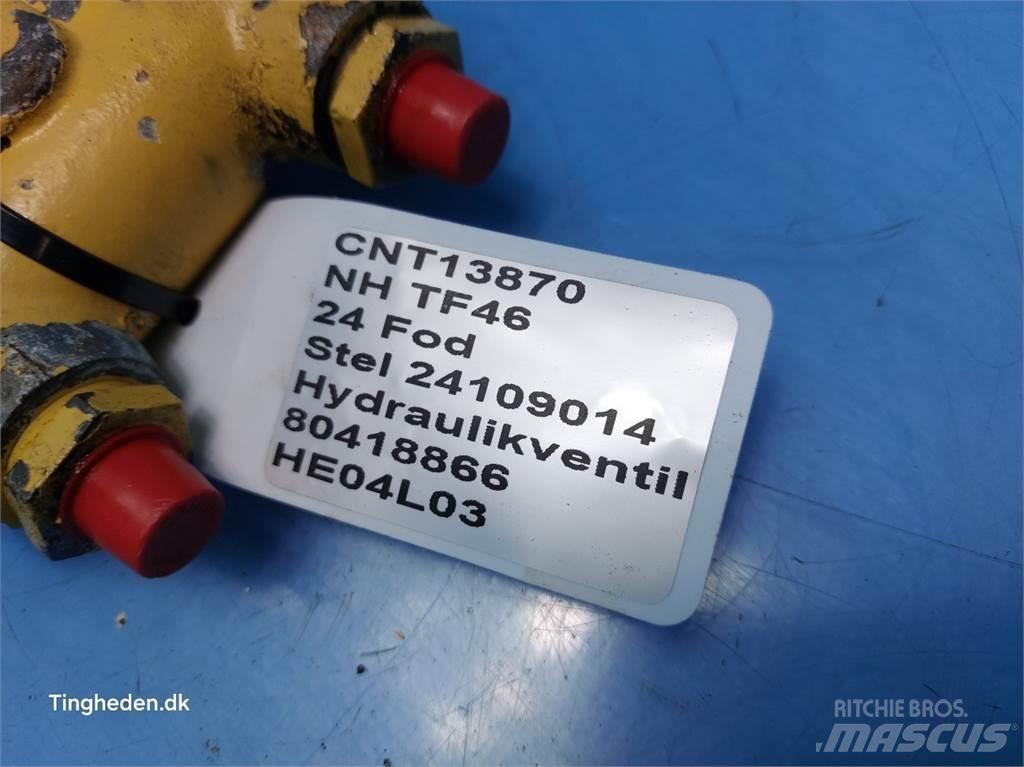 CNT13870
NH TF46
24 Fod
Stel 24109014
Hydraulikventil
80418866
HE04L03
Tingheden.dk
RITCHIE BROS.
MASCUS